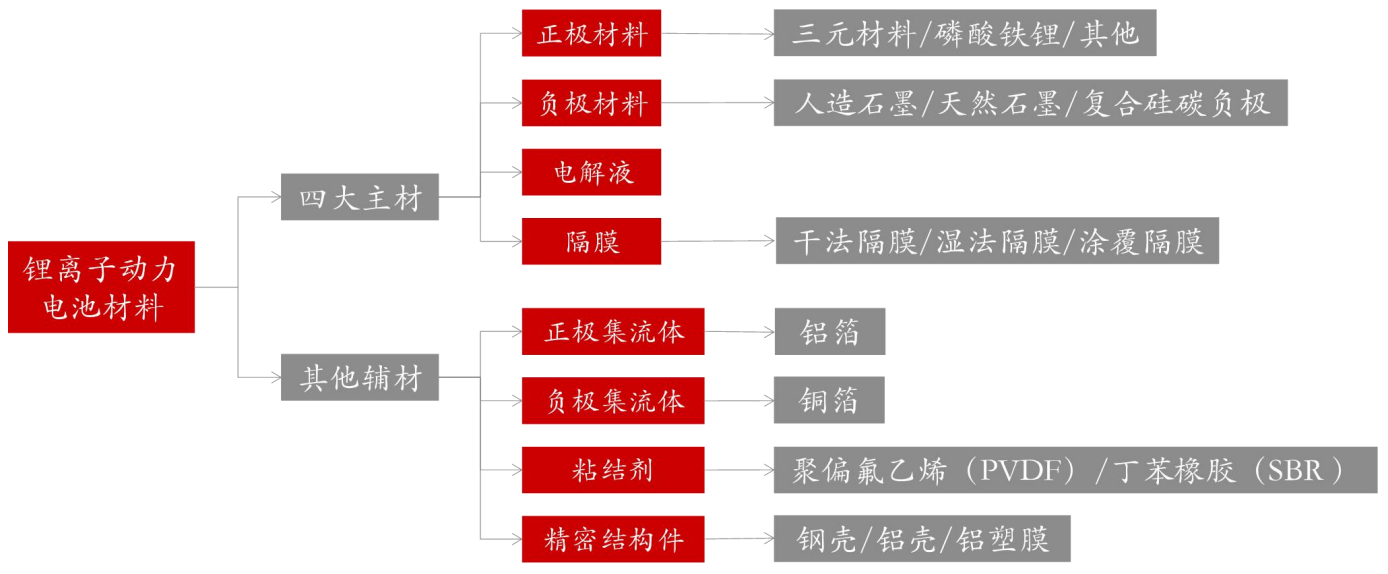 锂离子动力
电池材料
四大主材
正极材料
三元材料/磷酸铁锂/其他
负极材料
人造石墨/天然石墨/复合硅碳负极
电解液
隔膜
干法隔膜/湿法隔膜/涂覆隔膜
其他辅材
正极集流体
铝箔
负极集流体
铜箔
粘结剂
聚偏氟乙烯（PVDF）/丁苯橡胶（SBR）
精密结构件
钢壳/铝壳/铝塑膜